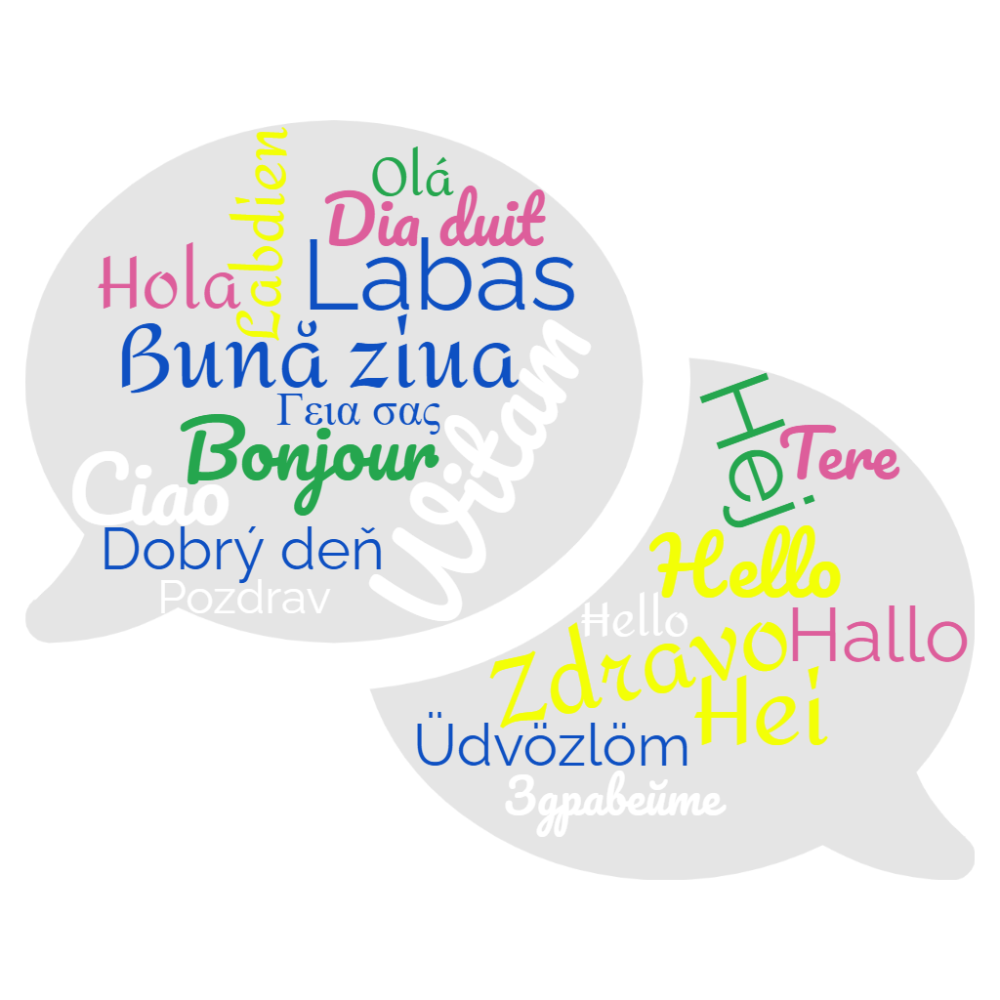 Labdien
Olá
Dia duit
Hola
Labas
Bună ziua
Γεια σας
Bonjour
Witam
Ciao
Dobrý deň
Pozdrav
Hej
Tere
Hello
Hello
Hallo
Zdravo
Hei
Üdvözlöm
Здравейте